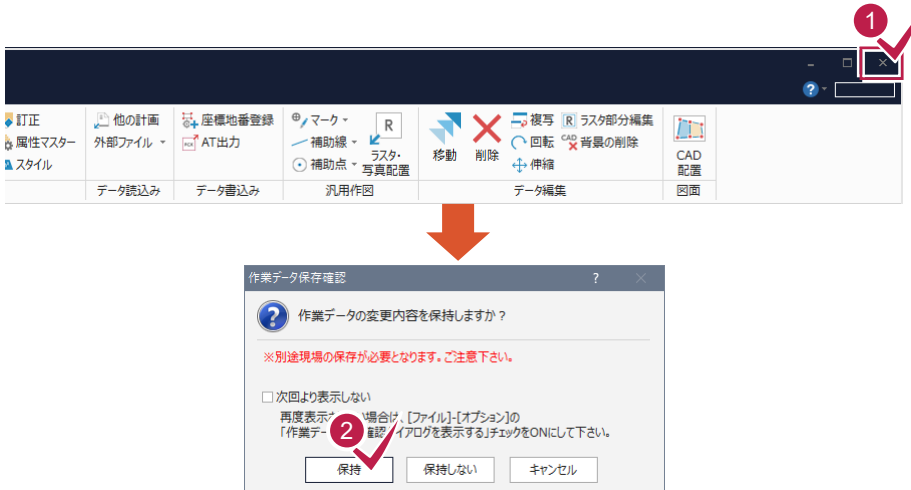 1
訂正
他の計画
座標地番登録
マーク
R
複写
R ラスタ部分編集
属性マスター
外部ファイル
AT出力
補助線
回転
CAD 背景の削除
スタイル
補助点
ラスタ・
写真配置
移動
削除
伸縮
CAD
配置
データ読込み
データ書込み
汎用作図
データ編集
図面
作業データ保存確認
作業データの変更内容を保持しますか？
※別途現場の保存が必要となります。ご注意下さい。
次回より表示しない
再度表示 場合は、[ファイル]-[オプション]の
「作業デー 確認 イアログを表示する」チェックをONにして下さい。
2
保持
保持しない
キャンセル